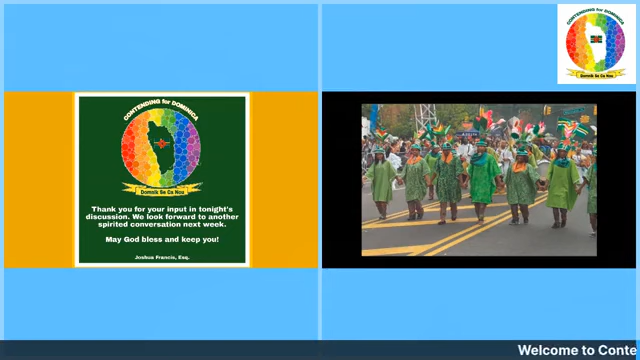 CONTENDING for DOMINICA
Domnik Se Ca Nou
CONTENDING for DOMINICA
Domnik Se Ca Nou
Thank you for your input in tonight's
discussion. We look forward to another
spirited conversation next week.
May God bless and keep you!
Joshua Francis, Esq.
Welcome to Conte